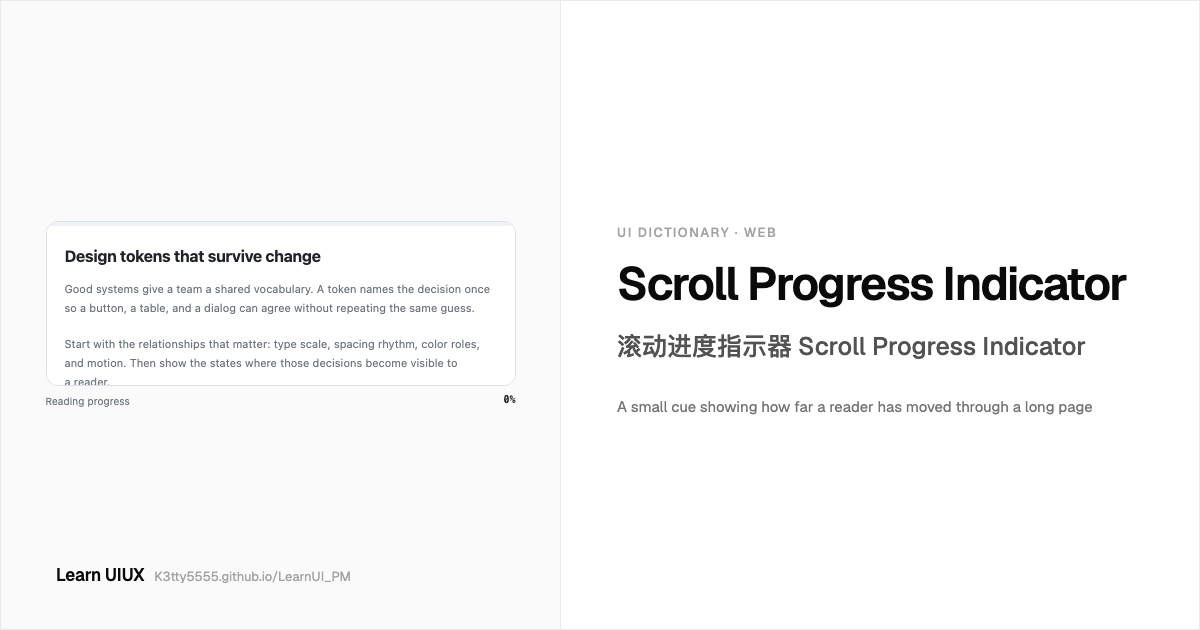 Design tokens that survive change
Good systems give a team a shared vocabulary. A token names the decision once
so a button, a table, and a dialog can agree without repeating the same guess.
Start with the relationships that matter: type scale, spacing rhythm, color roles,
and motion. Then show the states where those decisions become visible to
a reader.
Reading progress
0%
Learn UIUX
K3tty5555.github.io/LearnUI_PM
UI DICTIONARY · WEB
Scroll Progress Indicator
滚动进度指示器 Scroll Progress Indicator
A small cue showing how far a reader has moved through a long page